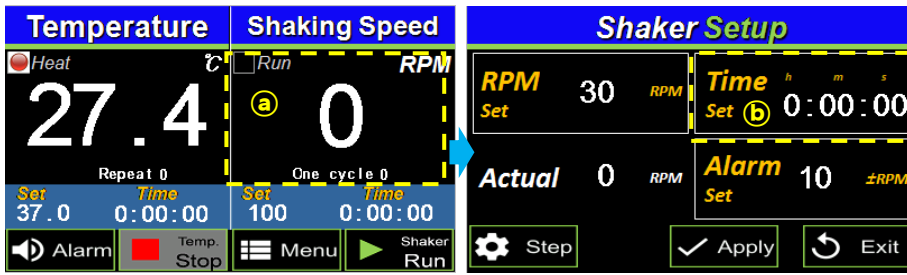 Temperature
Shaking Speed
Heat
℃
Run
RPM
27.4
ⓐ
0
Repeat 0
One cycle 0
Set
Time
Set
Time
37.0
0:00:00
100
0:00:00
Alarm
Temp.
Stop
Menu
Shaker
Run
Shaker Setup
RPM
Set
30
RPM
Time
Set
h m s
ⓑ
0:00:00
Actual
0
RPM
Alarm
Set
10
±RPM
Step
Apply
Exit